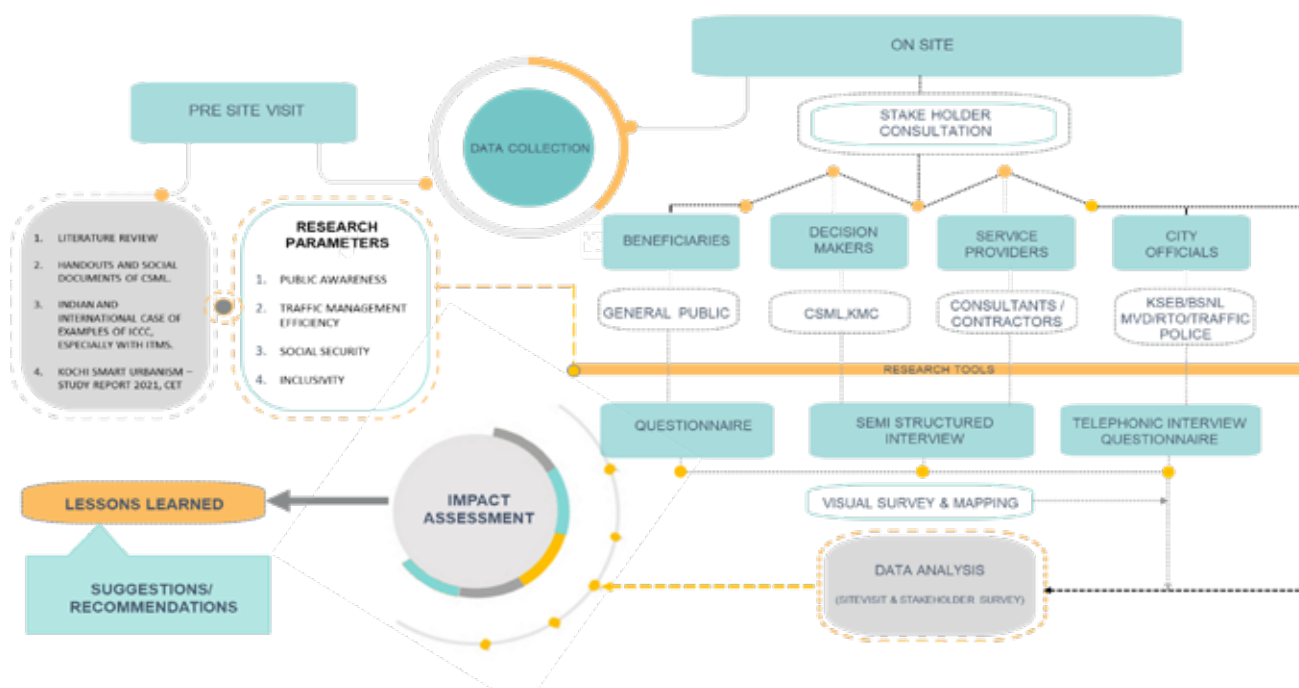 ON SITE
PRE SITE VISIT
DATA COLLECTION
STAKE HOLDER
CONSULTATION
1. LITERATURE REVIEW
2. HANDOUTS AND SOCIAL
DOCUMENTS OF CSML.
3. INDIAN AND
INTERNATIONAL CASE OF
EXAMPLES OF ICCC,
ESPECIALLY WITH ITMS.
4. KOCHI SMART URBANISM –
STUDY REPORT 2021, CET
RESEARCH
PARAMETERS
1. PUBLIC AWARENESS
2. TRAFFIC MANAGEMENT
EFFICIENCY
3. SOCIAL SECURITY
4. INCLUSIVITY
BENEFICIARIES
DECISION
MAKERS
SERVICE
PROVIDERS
CITY
OFFICIALS
GENERAL PUBLIC
CSML,KMC
CONSULTANTS /
CONTRACTORS
KSEB/BSNL
MVD/RTO/TRAFFIC
POLICE
RESEARCH TOOLS
QUESTIONNAIRE
SEMI STRUCTURED
INTERVIEW
TELEPHONIC INTERVIEW
QUESTIONNAIRE
VISUAL SURVEY & MAPPING
DATA ANALYSIS
(SITEVISIT & STAKEHOLDER SURVEY)
IMPACT
ASSESSMENT
LESSONS LEARNED
SUGGESTIONS/
RECOMMENDATIONS